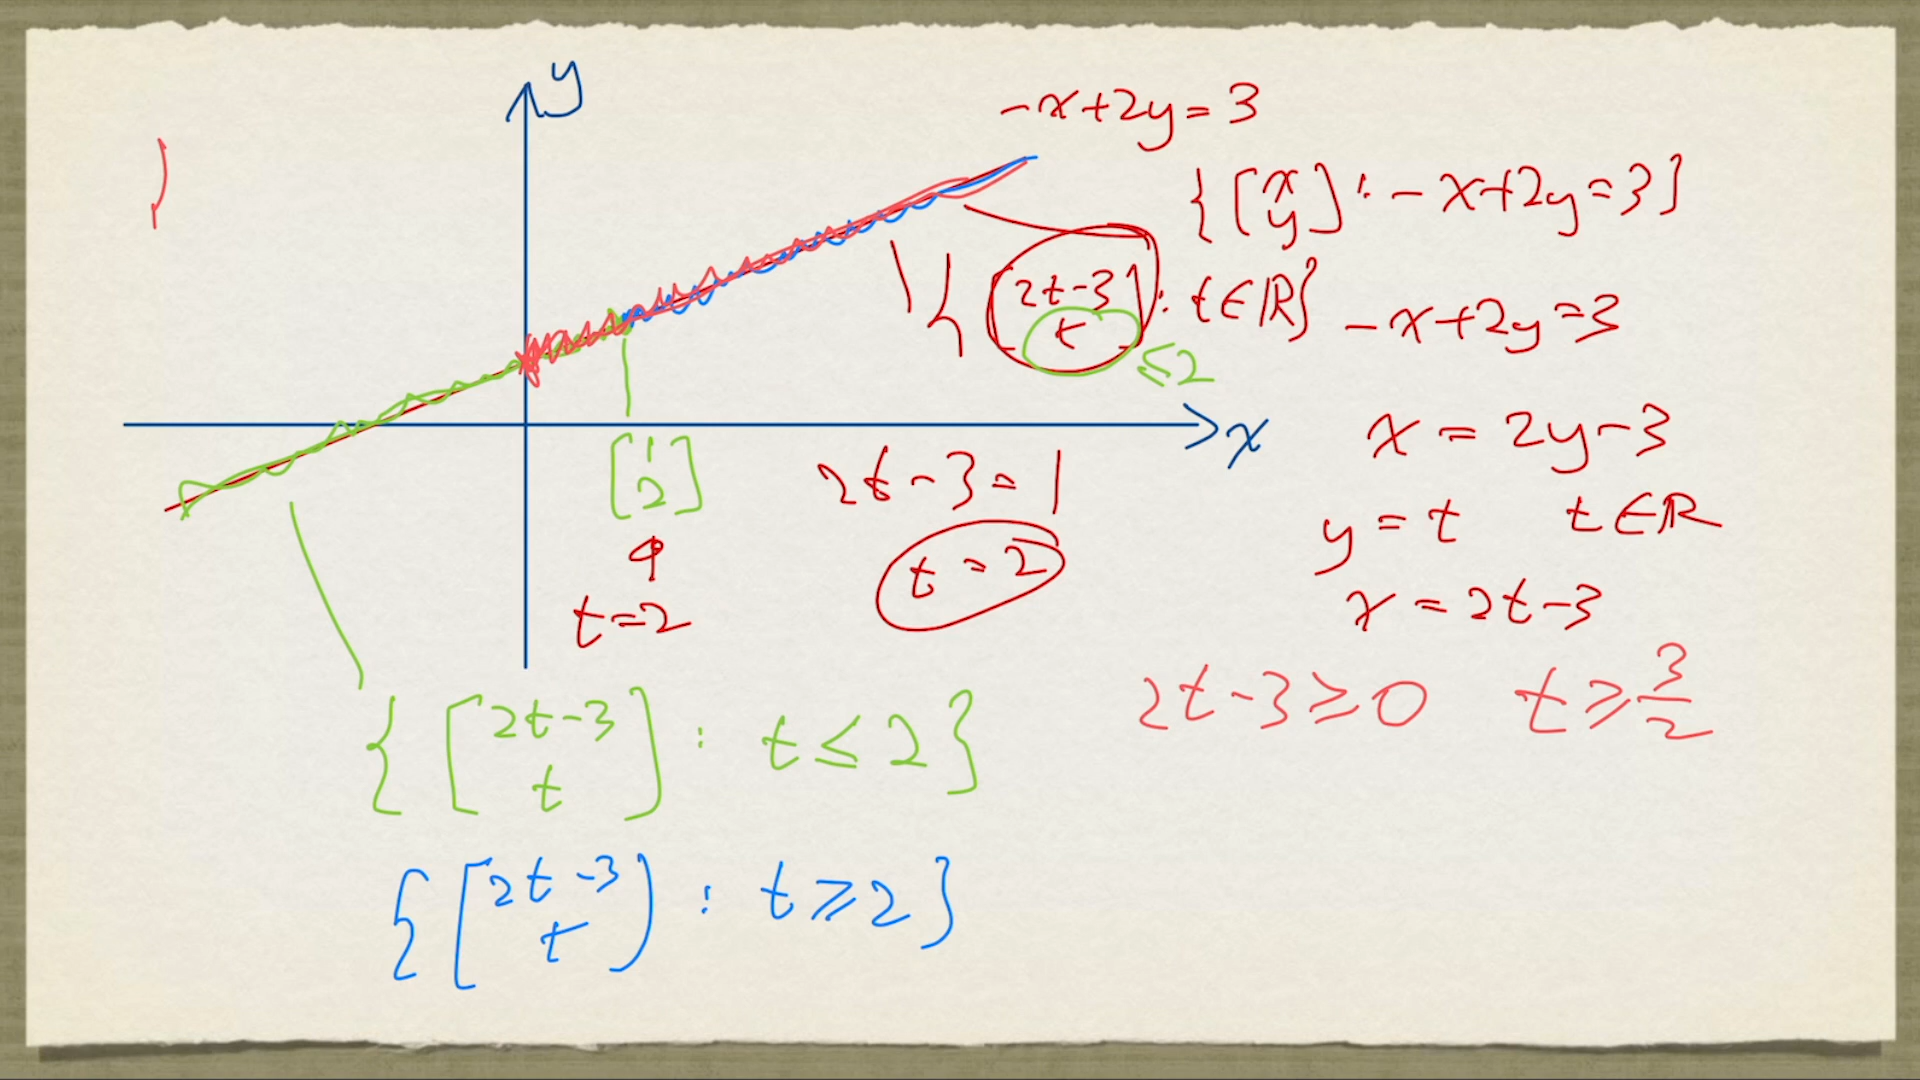 y
-x+2y=3
{[x y]: -x+2y=3}
{[2t-3 t]: t∈ℝ}
≤2
-x+2y=3
x
x = 2y-3
[1 2]
2t-3=1
y = t t∈ℝ
t=2
t=2
x = 2t-3
2t-3≥0 t≥3/2
{[2t-3 t]: t≤2}
{[2t-3 t]: t≥2}